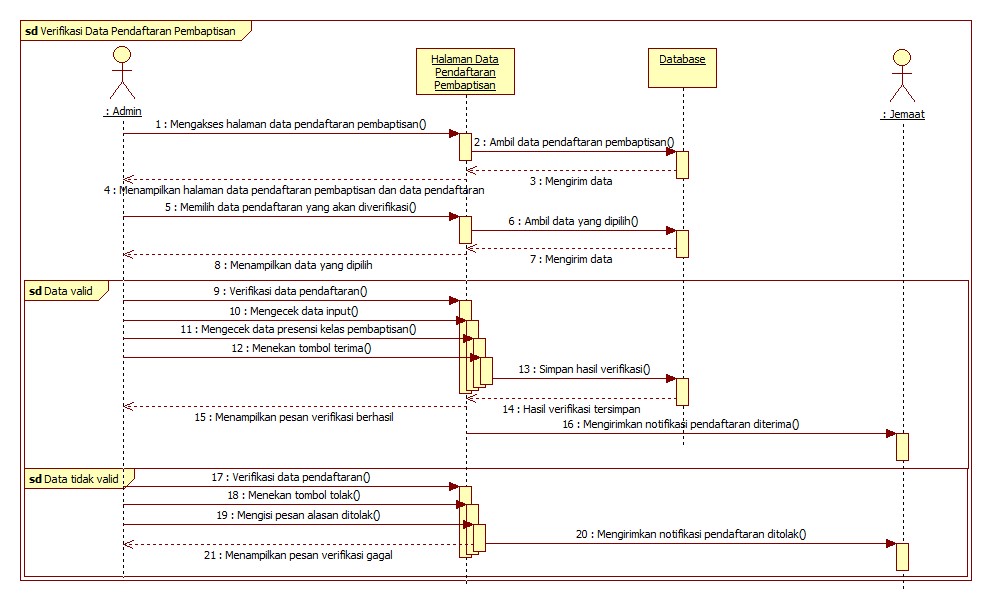 sd Verifikasi Data Pendaftaran Pembaptisan
Halaman Data
Pendaftaran
Pembaptisan
Database
: Admin
: Jemaat
1 : Mengakses halaman data pendaftaran pembaptisan()
2 : Ambil data pendaftaran pembaptisan()
3 : Mengirim data
4 : Menampilkan halaman data pendaftaran pembaptisan dan data pendaftaran
5 : Memilih data pendaftaran yang akan diverifikasi()
6 : Ambil data yang dipilih()
7 : Mengirim data
8 : Menampilkan data yang dipilih
sd Data valid
9 : Verifikasi data pendaftaran()
10 : Mengecek data input()
11 : Mengecek data presensi kelas pembaptisan()
12 : Menekan tombol terima()
13 : Simpan hasil verifikasi()
14 : Hasil verifikasi tersimpan
15 : Menampilkan pesan verifikasi berhasil
16 : Mengirimkan notifikasi pendaftaran diterima()
sd Data tidak valid
17 : Verifikasi data pendaftaran()
18 : Menekan tombol tolak()
19 : Mengisi pesan alasan ditolak()
20 : Mengirimkan notifikasi pendaftaran ditolak()
21 : Menampilkan pesan verifikasi gagal